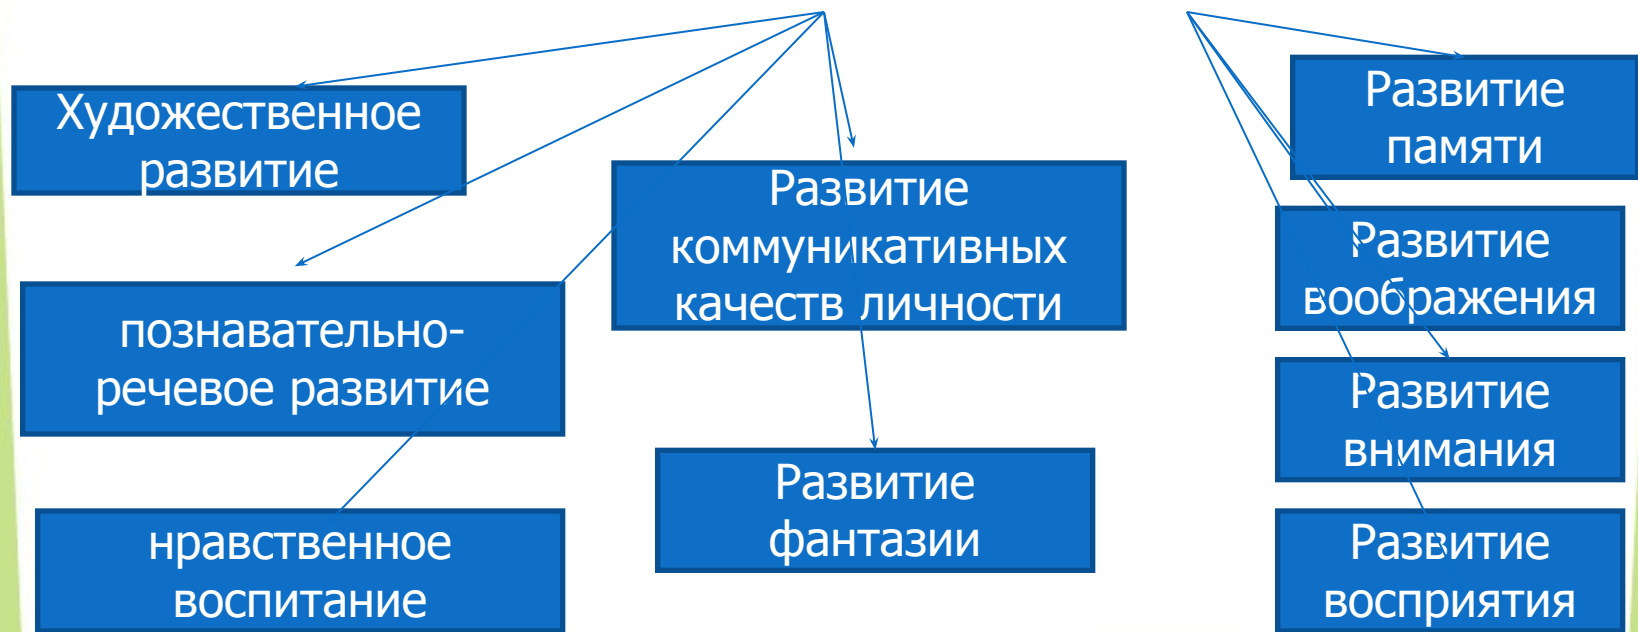 Художественное
развитие
познавательно-
речевое развитие
нравственное
воспитание
Развитие
коммуникативных
качеств личности
Развитие
фантазии
Развитие
памяти
Развитие
воображения
Развитие
внимания
Развитие
восприятия